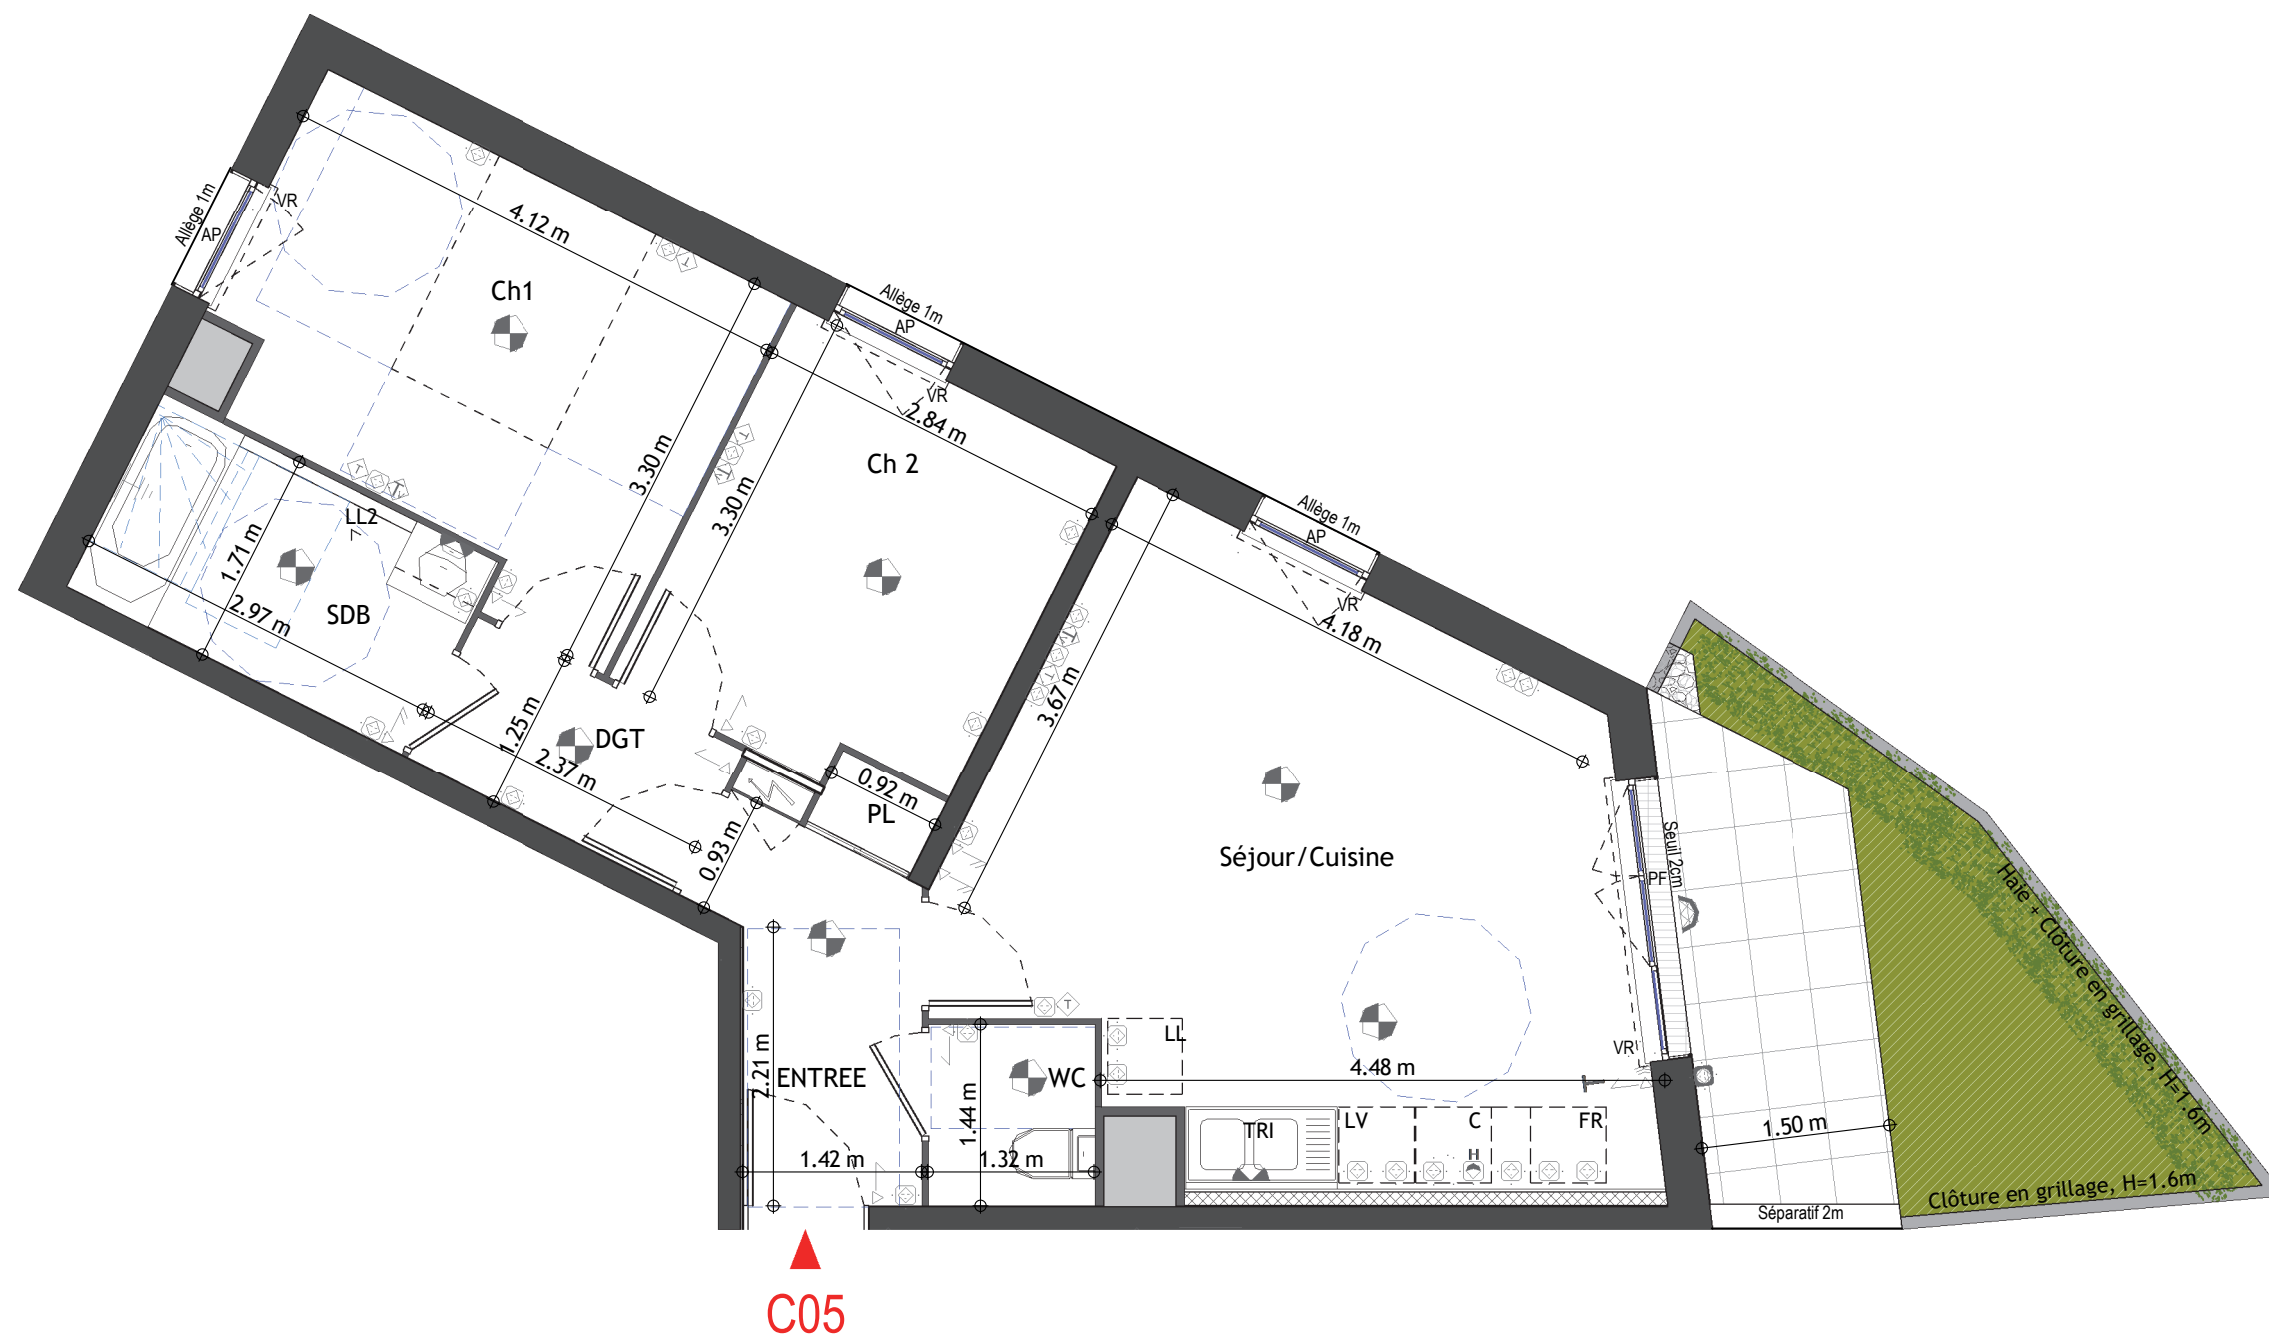 Allège 1m
AP
VR
4.12 m
Ch1
Allège 1m
AP
VR
2.84 m
Ch 2
3.30 m
3.30 m
Allège 1m
AP
VR
4.18 m
LL2
1.71 m
2.97 m
SDB
T
T
T
T
T
T
T
T
1.25 m
DGT
2.37 m
0.92 m
PL
0.93 m
3.67 m
Séjour/Cuisine
Seuil 2cm
PF
VR
Haie + Clôture en grillage, H=1.6m
2.21 m
ENTREE
WC
LL
4.48 m
1.44 m
1.42 m
1.32 m
TRI
LV
C
H
FR
1.50 m
Clôture en grillage, H=1.6m
Séparatif 2m
C05